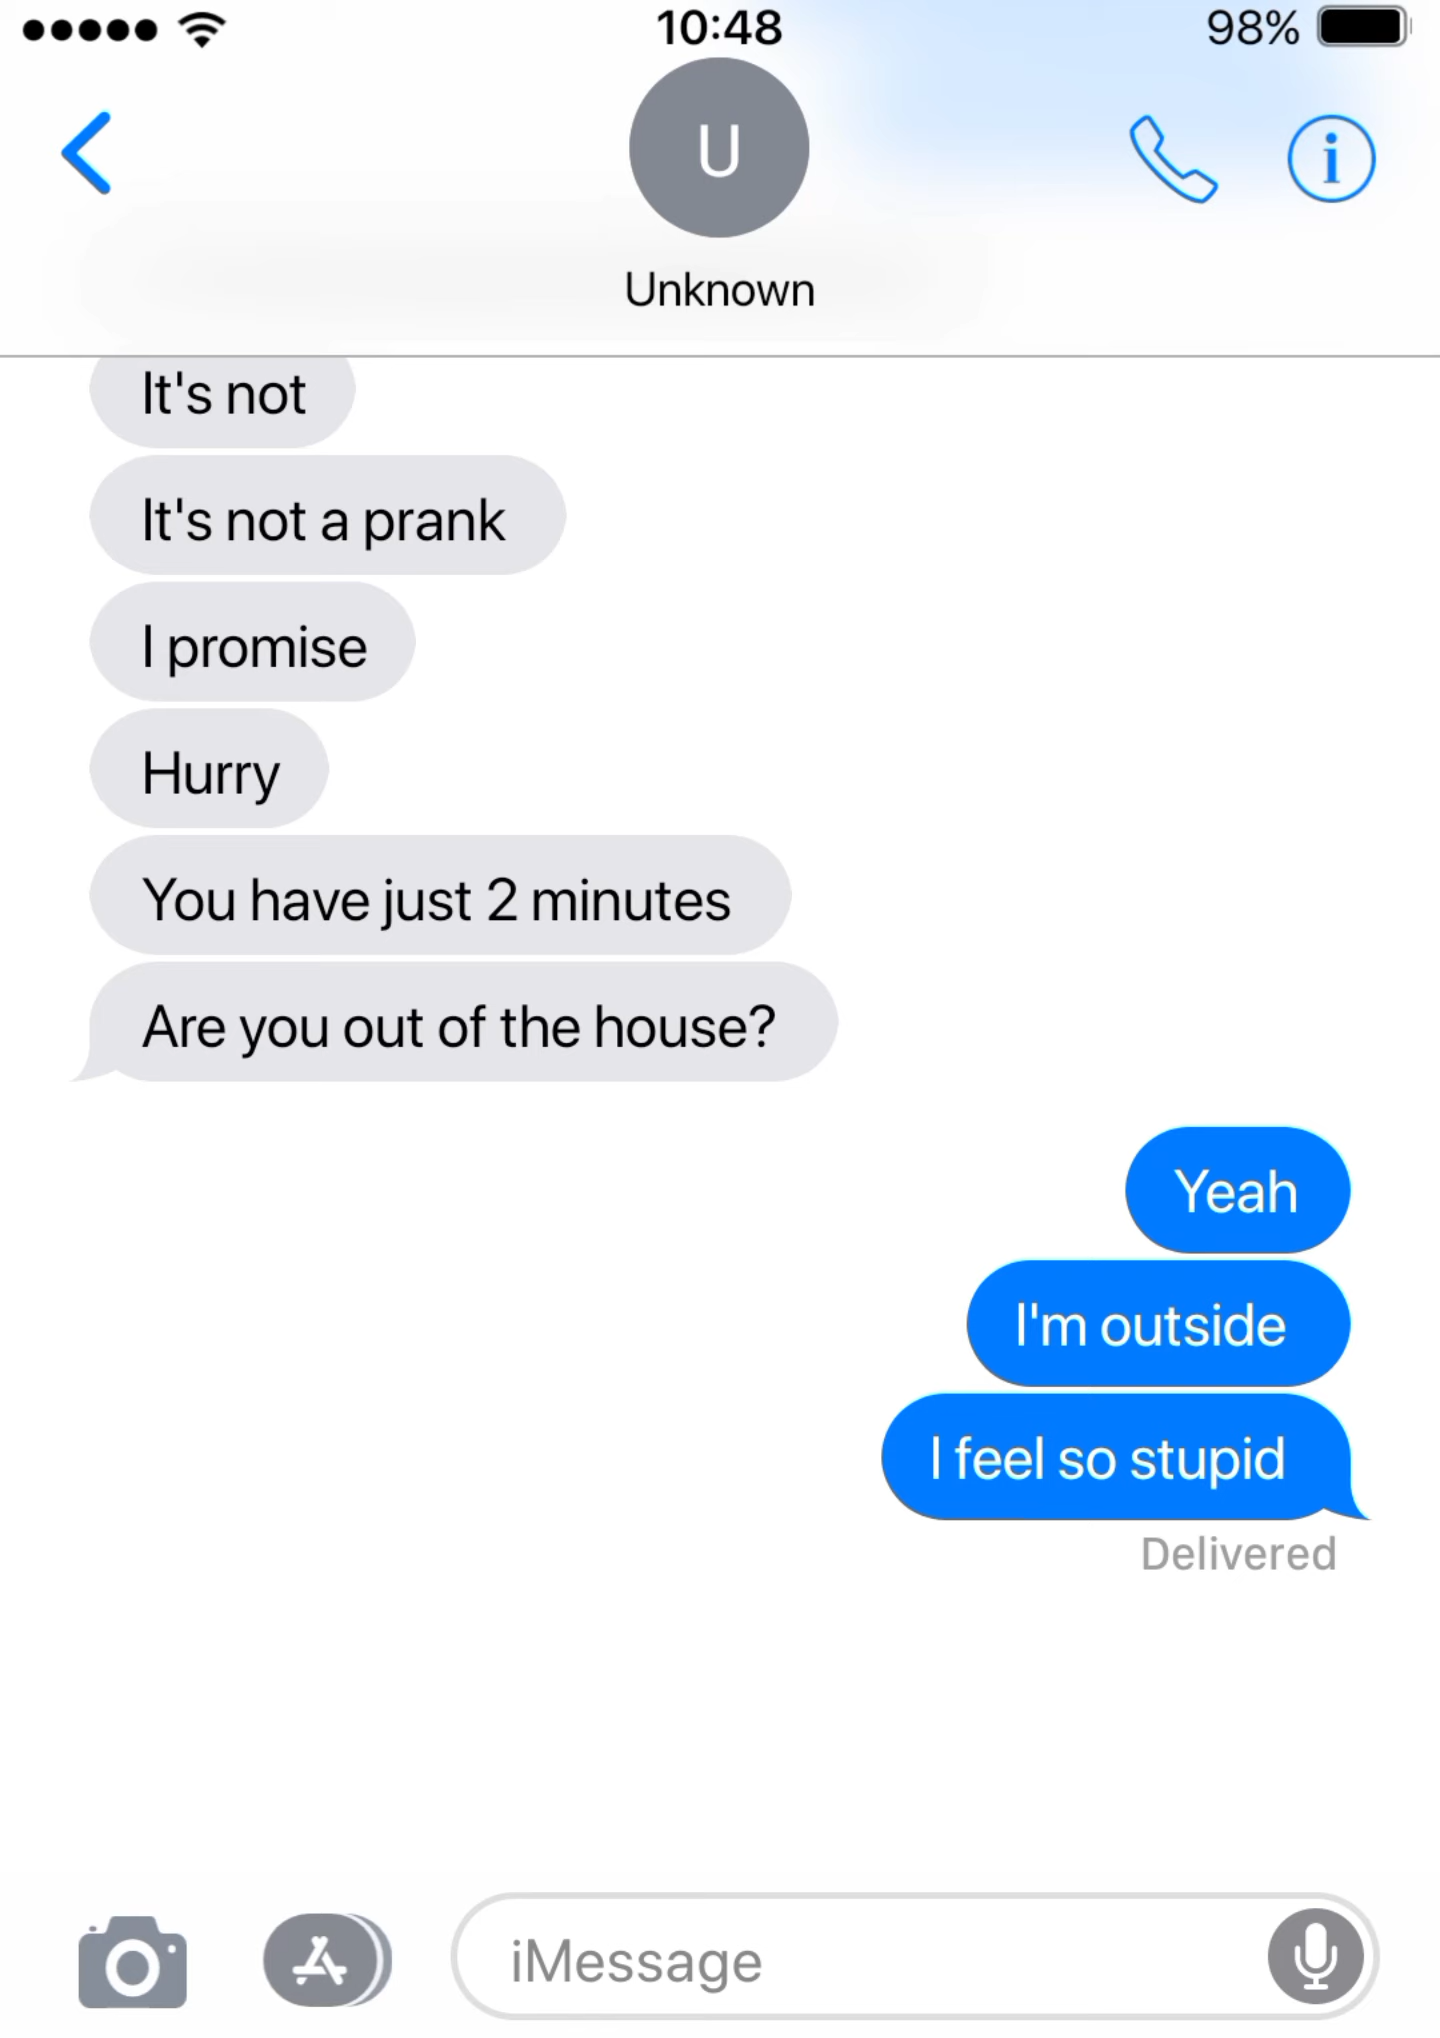 10:48
98%
U
Unknown
It's not
It's not a prank
I promise
Hurry
You have just 2 minutes
Are you out of the house?
Yeah
I'm outside
I feel so stupid
Delivered
iMessage